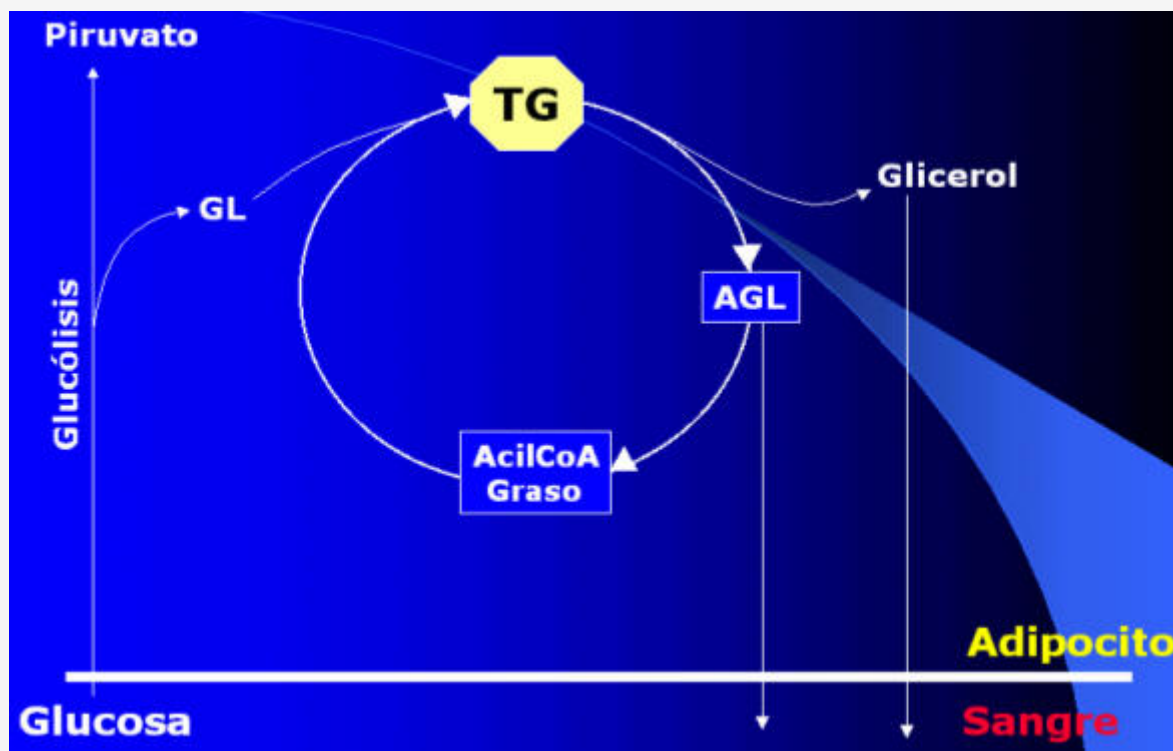 Piruvato
TG
Glicerol
GL
AGL
Glucólisis
AcilCoA
Graso
Adipocito
Glucosa
Sangre